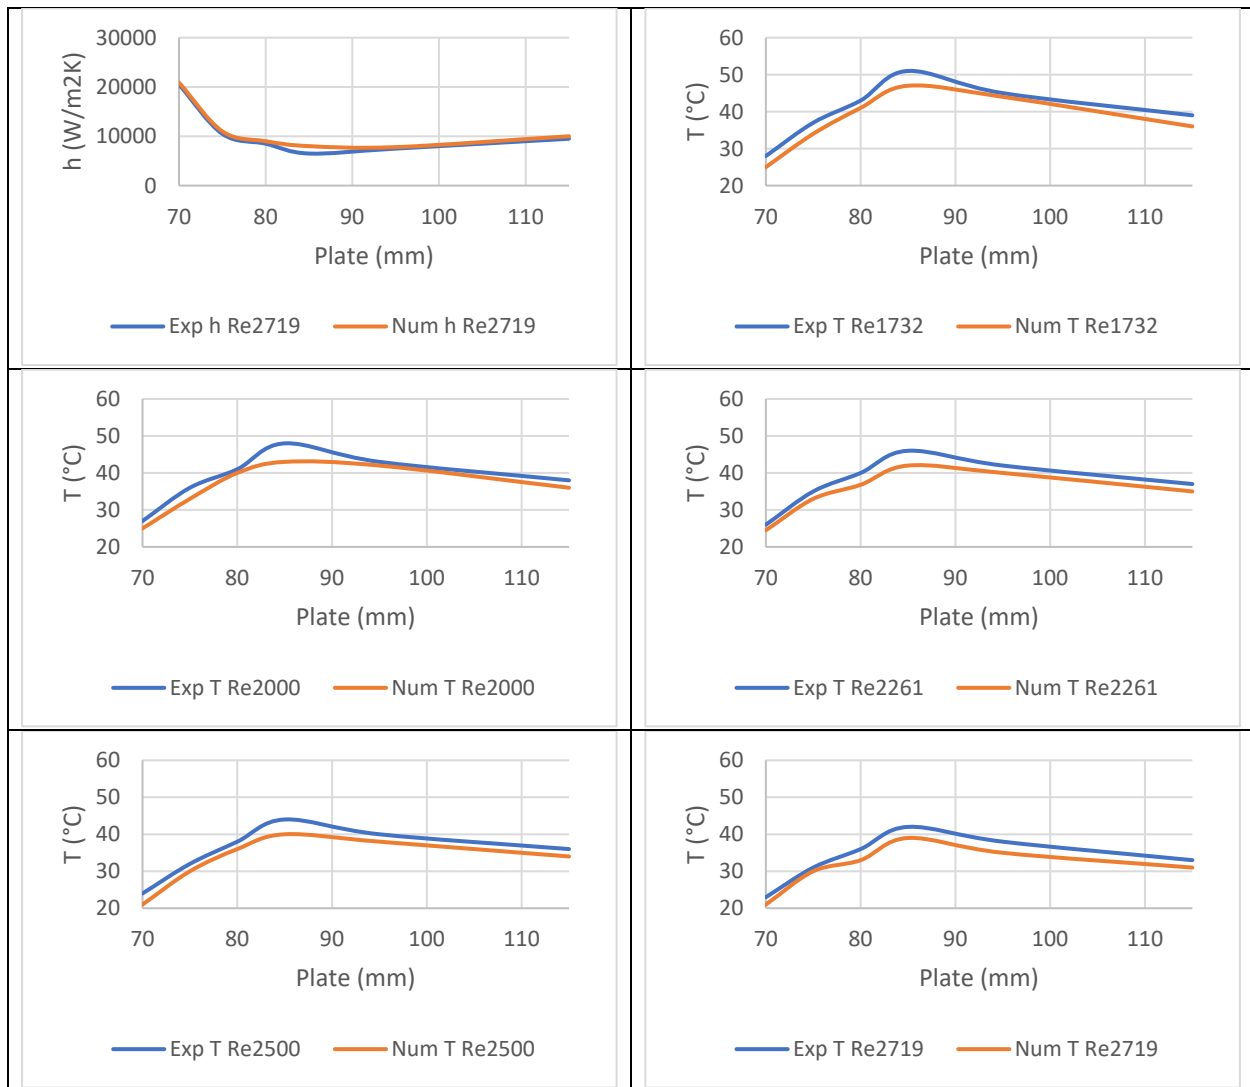 30000
20000
10000
0
h (W/m2K)
70 80 90 100 110
Plate (mm)
Exp h Re2719 Num h Re2719
60
50
40
30
20
T (°C)
70 80 90 100 110
Plate (mm)
Exp T Re1732 Num T Re1732
60
50
40
30
20
T (°C)
70 80 90 100 110
Plate (mm)
Exp T Re2000 Num T Re2000
60
50
40
30
20
T (°C)
70 80 90 100 110
Plate (mm)
Exp T Re2261 Num T Re2261
60
50
40
30
20
T (°C)
70 80 90 100 110
Plate (mm)
Exp T Re2500 Num T Re2500
60
50
40
30
20
T (°C)
70 80 90 100 110
Plate (mm)
Exp T Re2719 Num T Re2719